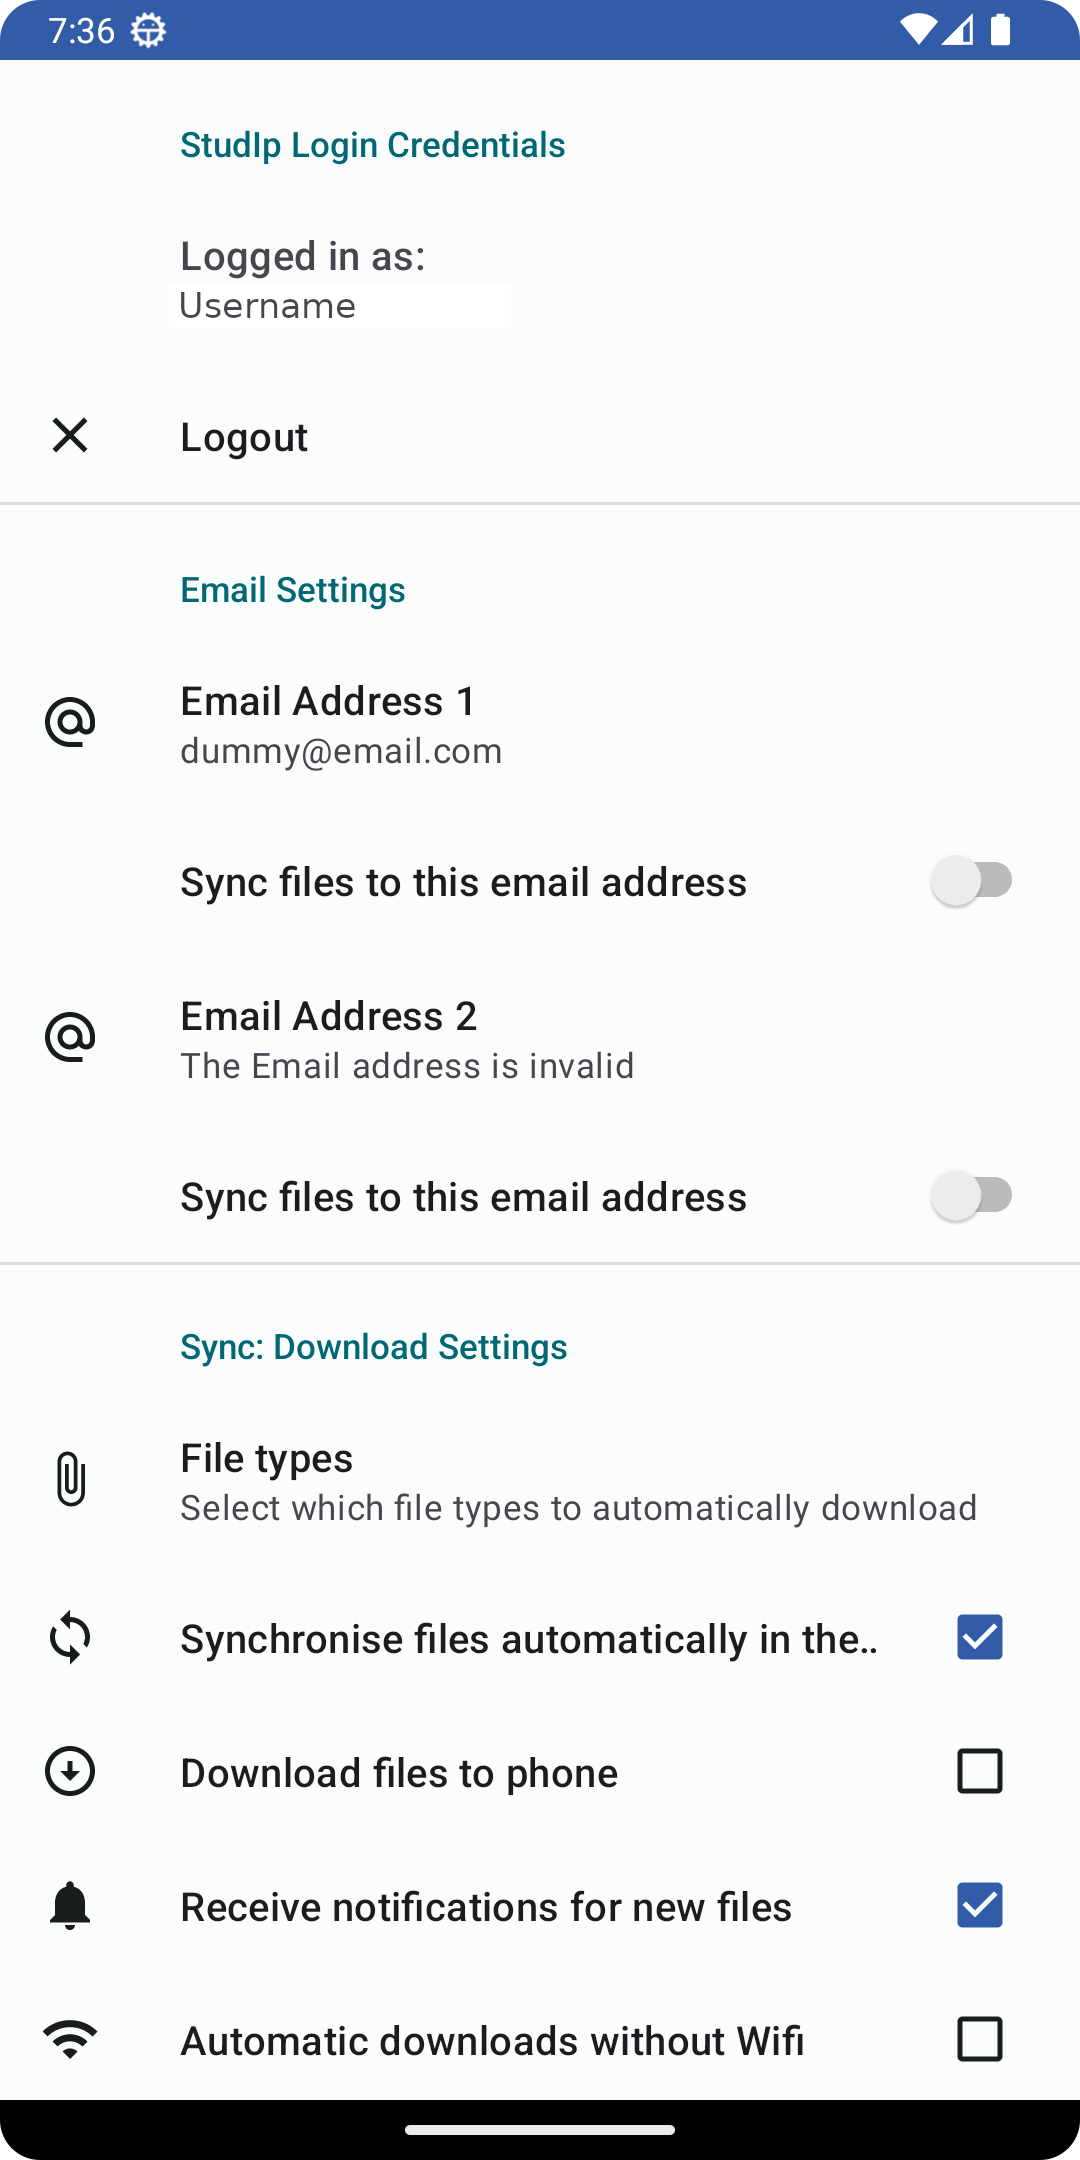 7:36
StudIp Login Credentials
Logged in as:
Username
Logout
Email Settings
Email Address 1
dummy@email.com
Sync files to this email address
Email Address 2
The Email address is invalid
Sync files to this email address
Sync: Download Settings
File types
Select which file types to automatically download
Synchronise files automatically in the..
Download files to phone
Receive notifications for new files
Automatic downloads without Wifi